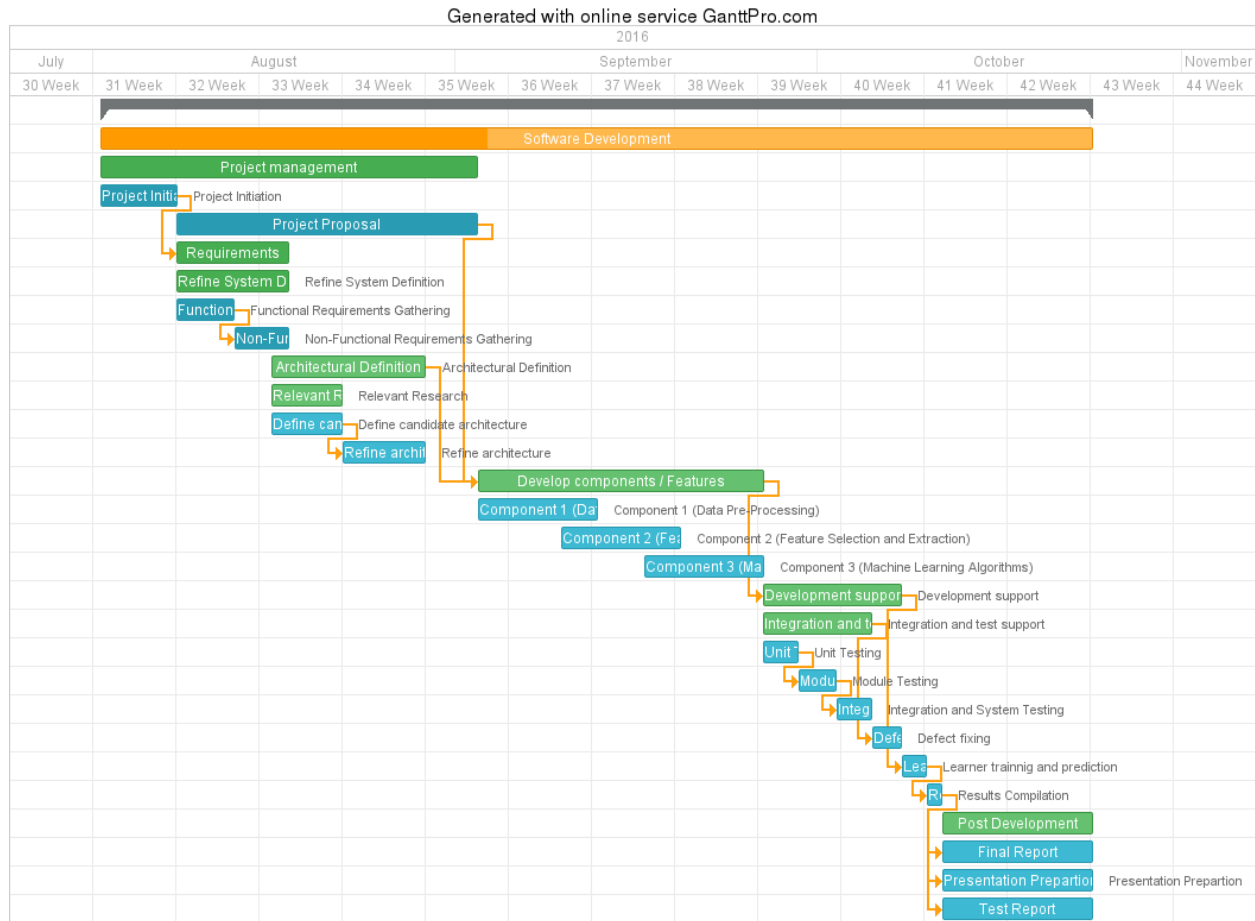 Generated with online service GanttPro.com
2016
July August September October November
30 Week 31 Week 32 Week 33 Week 34 Week 35 Week 36 Week 37 Week 38 Week 39 Week 40 Week 41 Week 42 Week 43 Week 44 Week
Software Development
Project management
Project Initia Project Initiation
Project Proposal
Requirements
Refine System D Refine System Definition
Function Functional Requirements Gathering
Non-Fur Non-Functional Requirements Gathering
Architectural Definition Architectural Definition
Relevant R Relevant Research
Define can Define candidate architecture
Refine archit Refine architecture
Develop components / Features
Component 1 (Da Component 1 (Data Pre-Processing)
Component 2 (Fea Component 2 (Feature Selection and Extraction)
Component 3 (Ma Component 3 (Machine Learning Algorithms)
Development suppor Development support
Integration and t Integration and test support
Unit Unit Testing
Modu Module Testing
Integ Integration and System Testing
Defe Defect fixing
Lea Learner trainnig and prediction
R Results Compilation
Post Development
Final Report
Presentation Prepartion Presentation Prepartion
Test Report